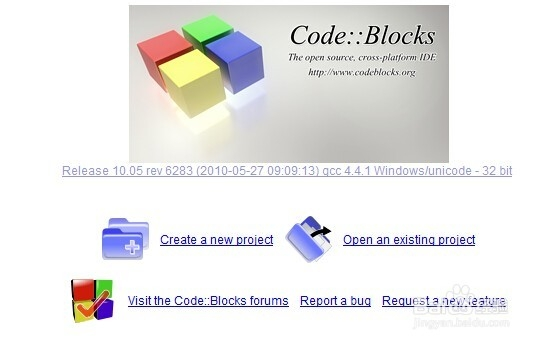 Code::Blocks
The open source, cross-platform IDE
http://www.codeblocks.org
Release 10.05 rev 6283 (2010-05-27 09:09:13) gcc 4.4.1 Windows/unicode - 32 bit
Create a new project Open an existing project
Visit the Code::Blocks forums Report a bug Request a new feature
jingyan.baidu.com